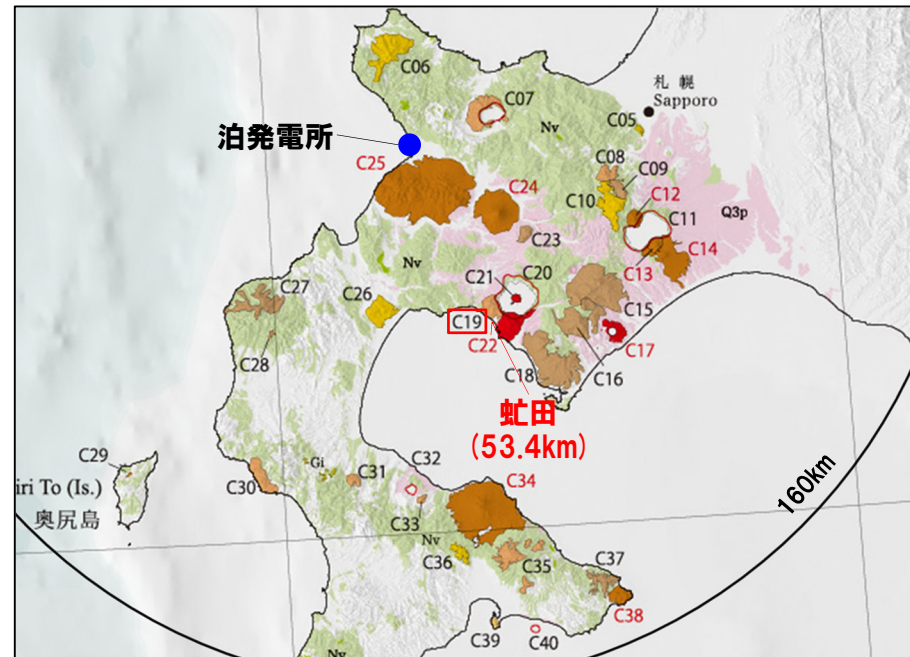 C06
札 幌
Sapporo
C07
C05
Nv
泊発電所
C25
C08
C09
C24
C12
C10
C11
Q3p
C23
C14
C13
Nv
C20
C21
C27
C26
C15
C19
C22
C17
C28
C18
C16
虻田
(53.4km)
C29
C32
Gi
C31
C34
iri To (Is.)
C30
奥尻島
C33
160km
Nv
C36
C35
C37
C38
C39
C40
Nv